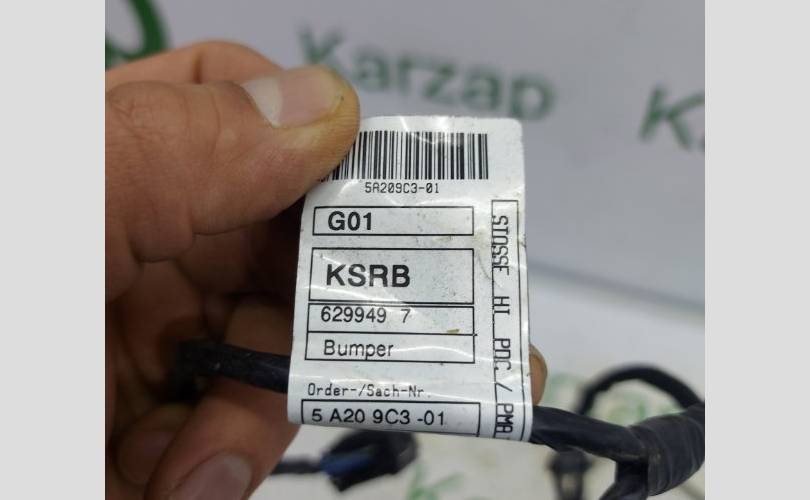 Karzap
5A209C3-01
G01
KSRB
629949 7
Bumper
Order-/Sach-Nr.
5 A20 9C3 -01
STOSSE HI PDC / PMA